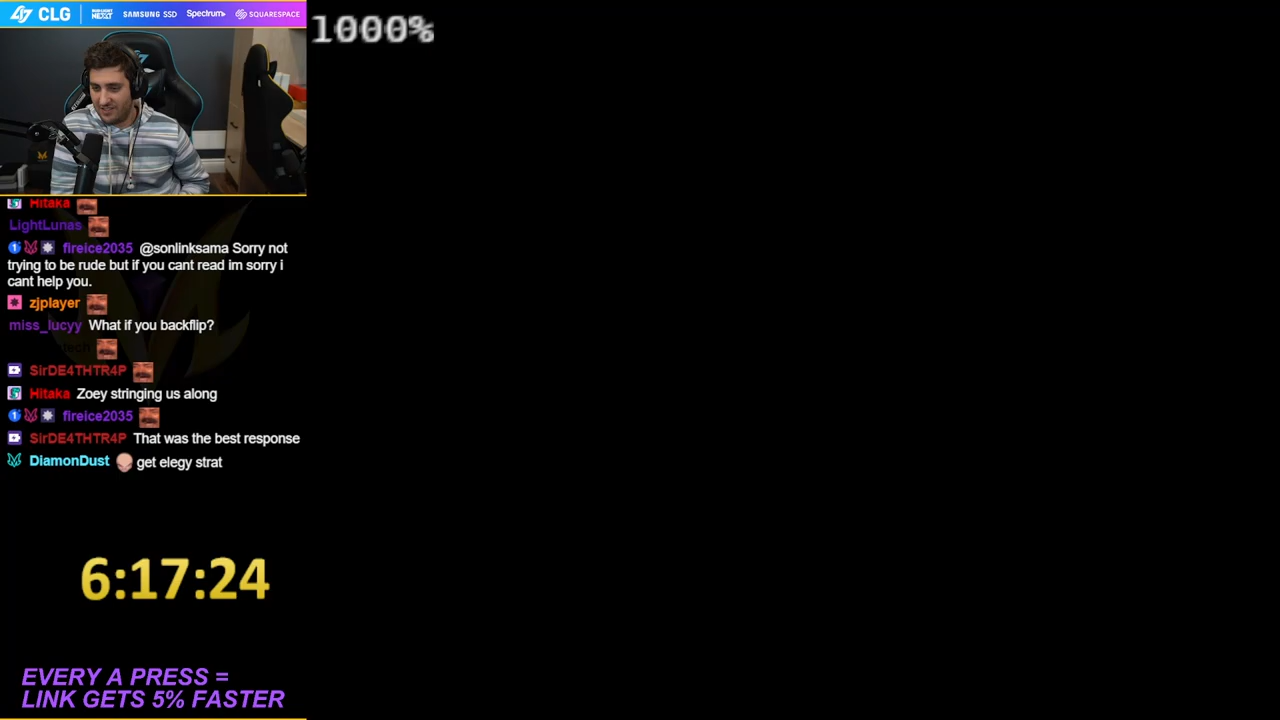 CLG
SAMSUNG SSD
Spectrum
SQUARESPACE
1000%
Hitaka
LightLunas
fireice2035 @sonlinksama Sorry not
trying to be rude but if you cant read im sorry i
cant help you.
zjplayer
miss_lucyy What if you backflip?
SirDE4THTR4P
Hitaka Zoey stringing us along
fireice2035
SirDE4THTR4P That was the best response
DiamonDust get elegy strat
6:17:24
EVERY A PRESS =
LINK GETS 5% FASTER